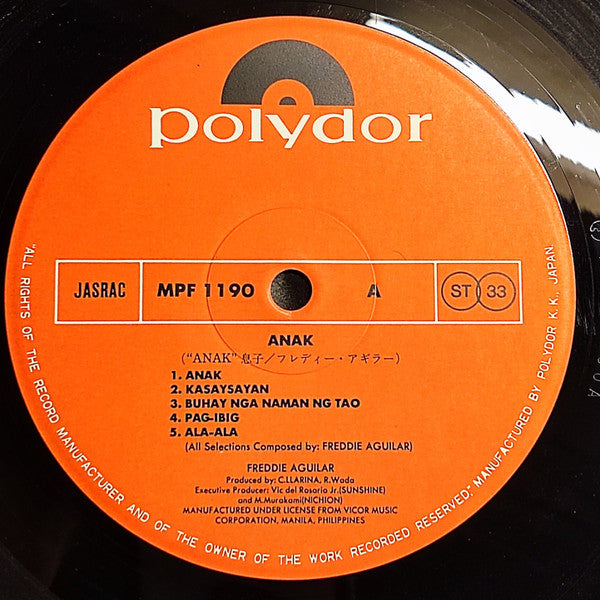 polydor
JASRAC MPF 1190 A ST 33
ANAK
(“ANAK” 息子／フレディー・アギラー)
1. ANAK
2. KASAYSAYAN
3. BUHAY NGA NAMAN NG TAO
4. PAG-IBIG
5. ALA-ALA
(All Selections Composed by: FREDDIE AGUILAR)
FREDDIE AGUILAR
Produced by: C.LLARINA, R.Wada
Executive Producer: Vic del Rosario Jr.(SUNSHINE)
and M.Murakami(NICHION)
MANUFACTURED UNDER LICENSE FROM VICOR MUSIC
CORPORATION, MANILA, PHILIPPINES
"ALL RIGHTS OF THE RECORD MANUFACTURER AND OF THE OWNER OF THE WORK RECORDED RESERVED;" MANUFACTURED BY POLYDOR K.K., JAPAN.